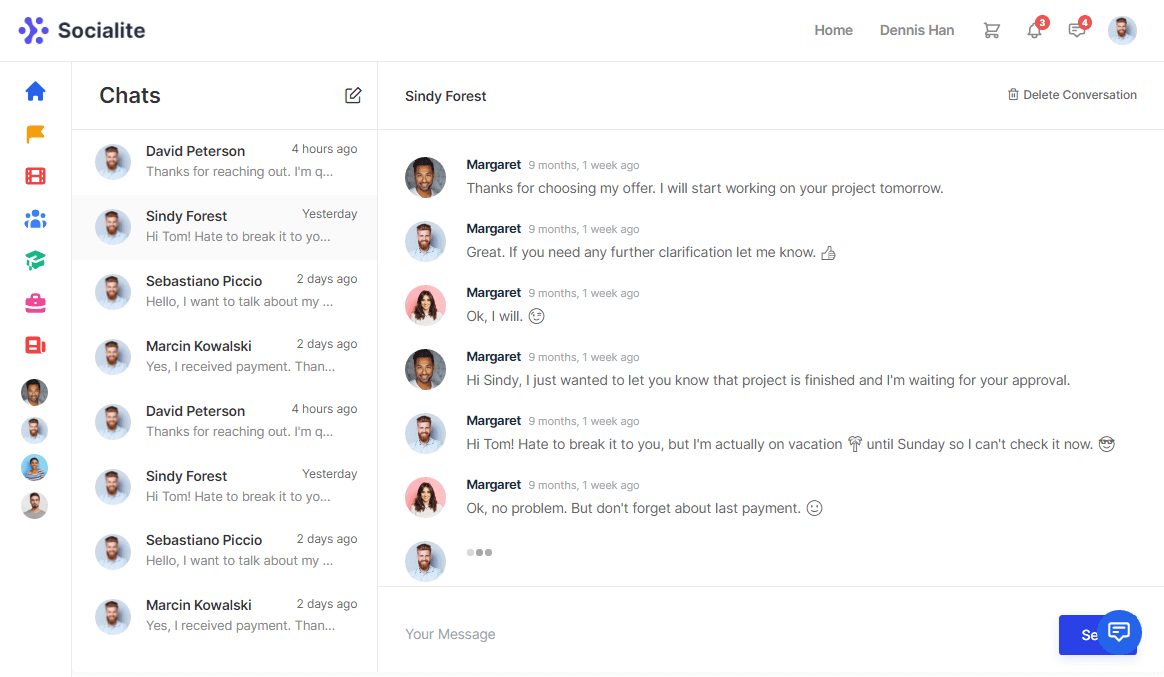 Socialite
Home
Dennis Han
3
4
Chats
David Peterson
4 hours ago
Thanks for reaching out. I'm q...
Sindy Forest
Yesterday
Hi Tom! Hate to break it to yo...
Sebastiano Piccio
2 days ago
Hello, I want to talk about my ...
Marcin Kowalski
2 days ago
Yes, I received payment. Than...
David Peterson
4 hours ago
Thanks for reaching out. I'm q...
Sindy Forest
Yesterday
Hi Tom! Hate to break it to yo...
Sebastiano Piccio
2 days ago
Hello, I want to talk about my ...
Marcin Kowalski
2 days ago
Yes, I received payment. Than...
Sindy Forest
Delete Conversation
Margaret 9 months, 1 week ago
Thanks for choosing my offer. I will start working on your project tomorrow.
Margaret 9 months, 1 week ago
Great. If you need any further clarification let me know. 👍
Margaret 9 months, 1 week ago
Ok, I will. 😉
Margaret 9 months, 1 week ago
Hi Sindy, I just wanted to let you know that project is finished and I'm waiting for your approval.
Margaret 9 months, 1 week ago
Hi Tom! Hate to break it to you, but I'm actually on vacation 🌴 until Sunday so I can't check it now. 😎
Margaret 9 months, 1 week ago
Ok, no problem. But don't forget about last payment. 🙂
Your Message
Se